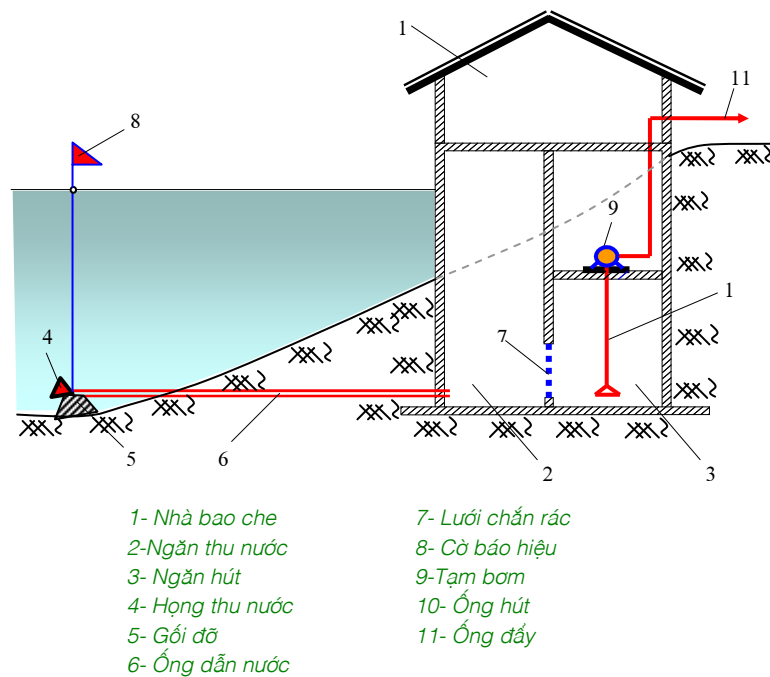 1
11
8
9
4
7
1
5
6
2
3
1- Nhà bao che
2-Ngăn thu nước
3- Ngăn hút
4- Họng thu nước
5- Gối đỡ
6- Ống dẫn nước
7- Lưới chắn rác
8- Cờ báo hiệu
9-Tạm bơm
10- Ống hút
11- Ống đẩy